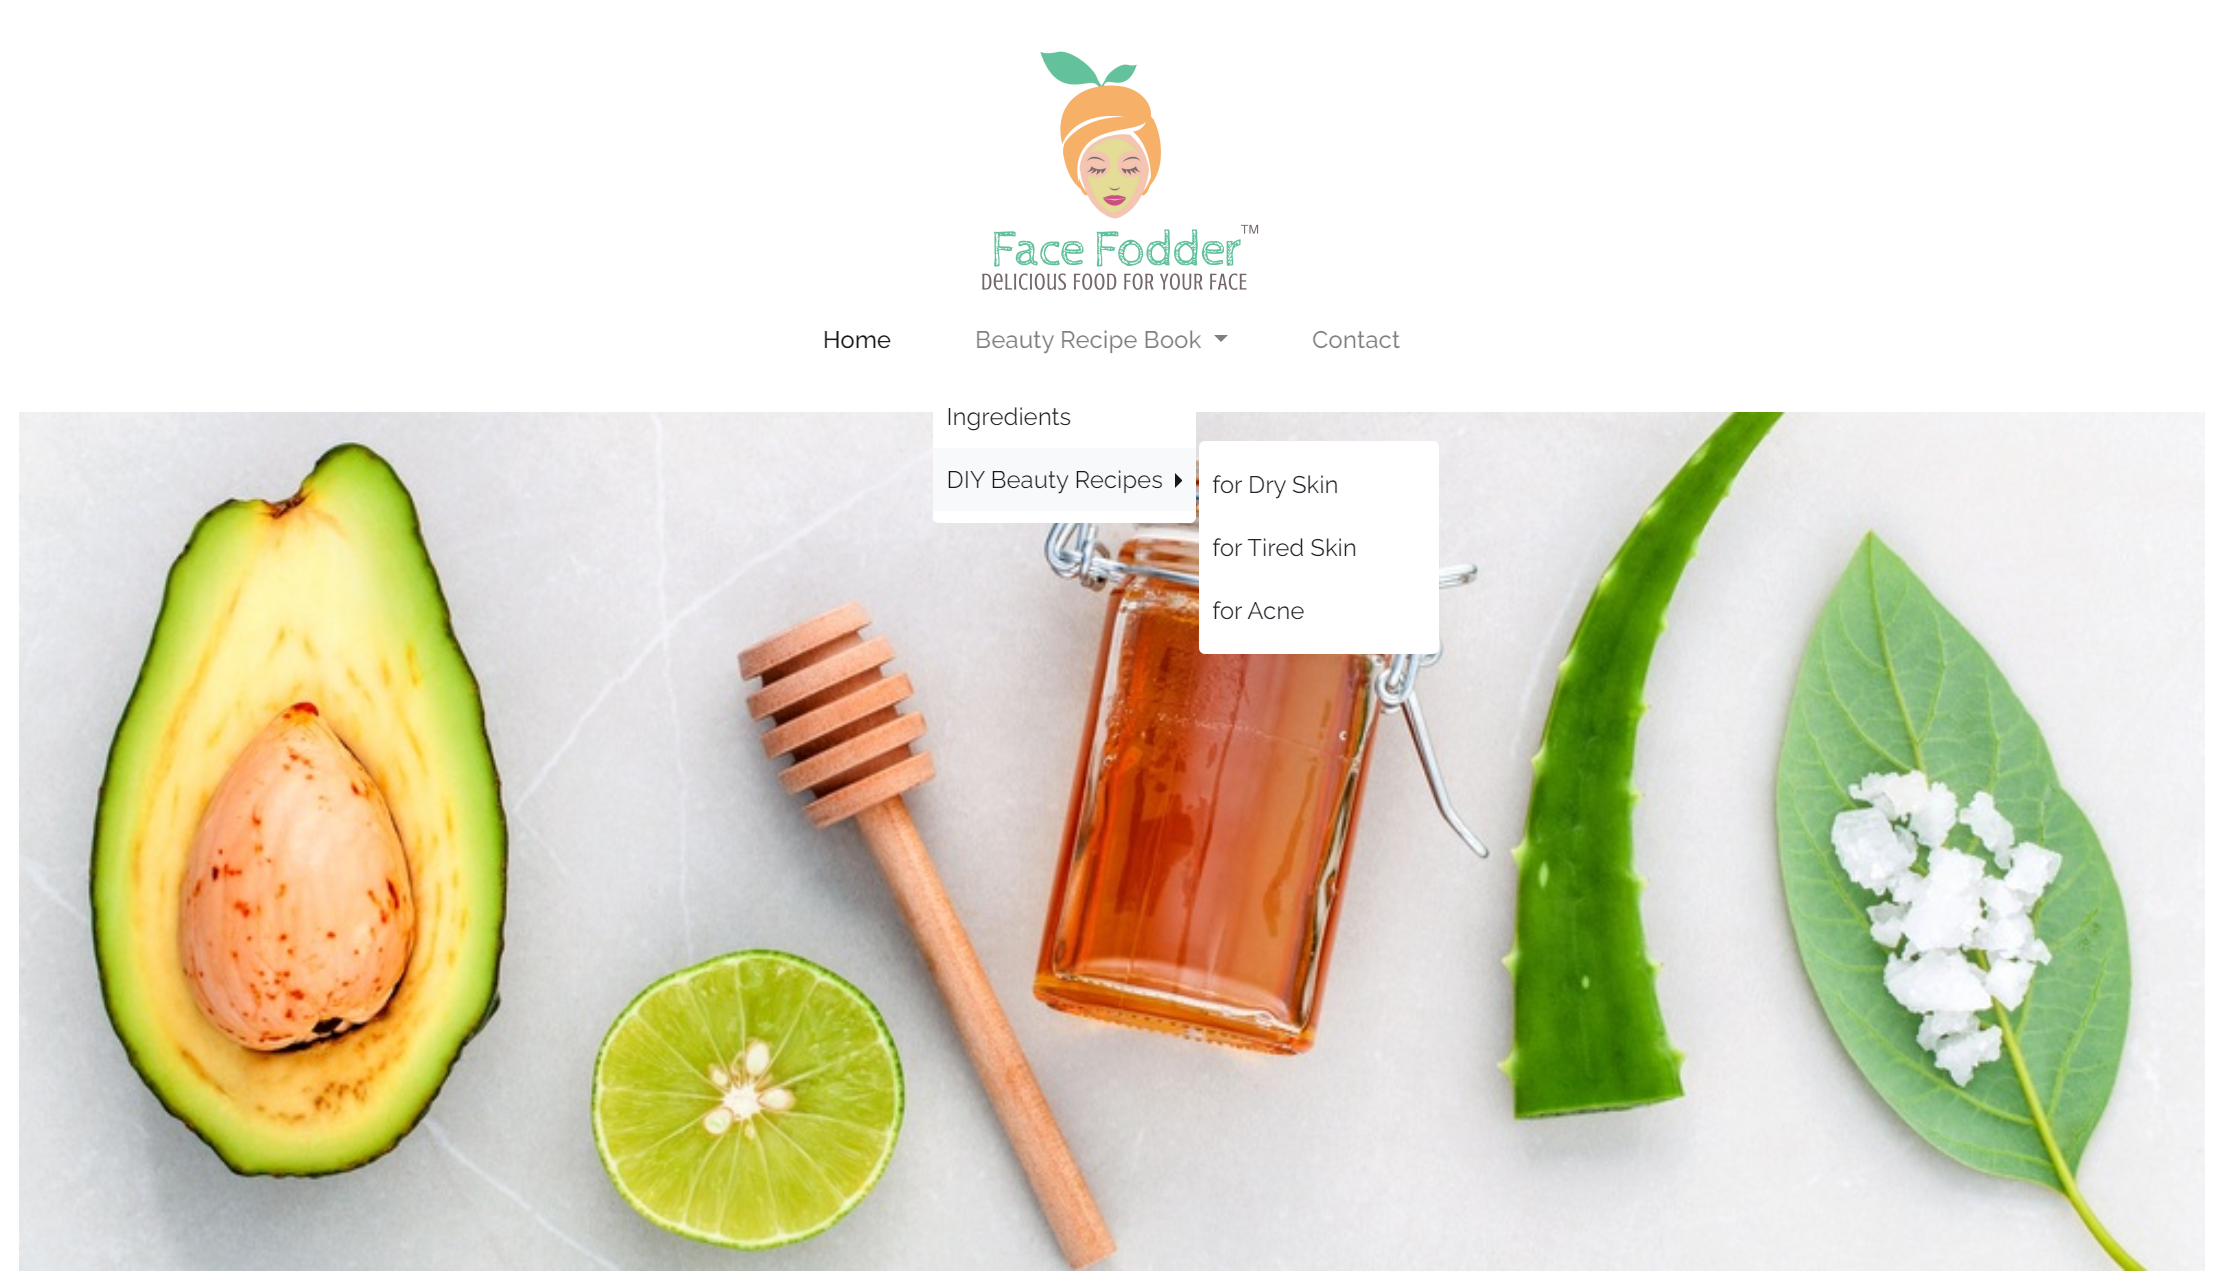 Face Fodder™
DeLICIOUS FOOD FOR YOUR FACE
Home Beauty Recipe Book Contact
Ingredients
DIY Beauty Recipes
for Dry Skin
for Tired Skin
for Acne